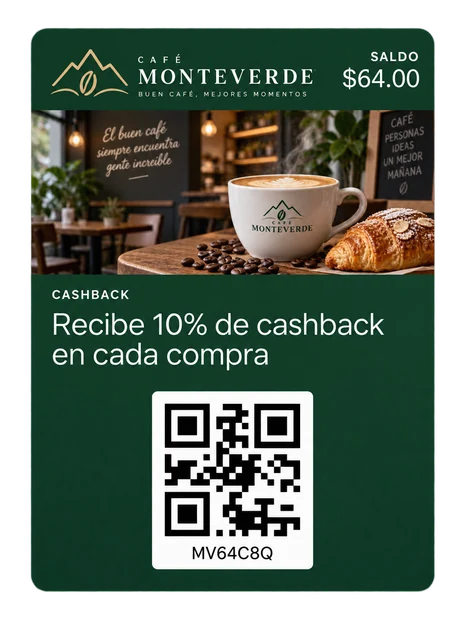 CAFÉ
MONTEVERDE
BUEN CAFÉ, MEJORES MOMENTOS
SALDO
$64.00
El buen café
siempre encuentra
gente increíble
CAFÉ
PERSONAS
IDEAS
UN MEJOR
MAÑANA
CAFÉ
MONTEVERDE
CASHBACK
Recibe 10% de cashback
en cada compra
MV64C8Q